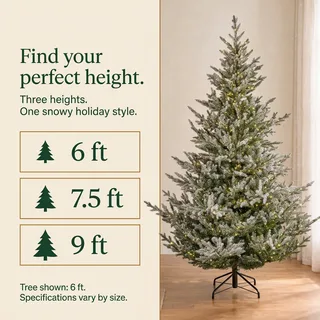 Find your
perfect height.
Three heights.
One snowy holiday style.
6 ft
7.5 ft
9 ft
Tree shown: 6 ft.
Specifications vary by size.